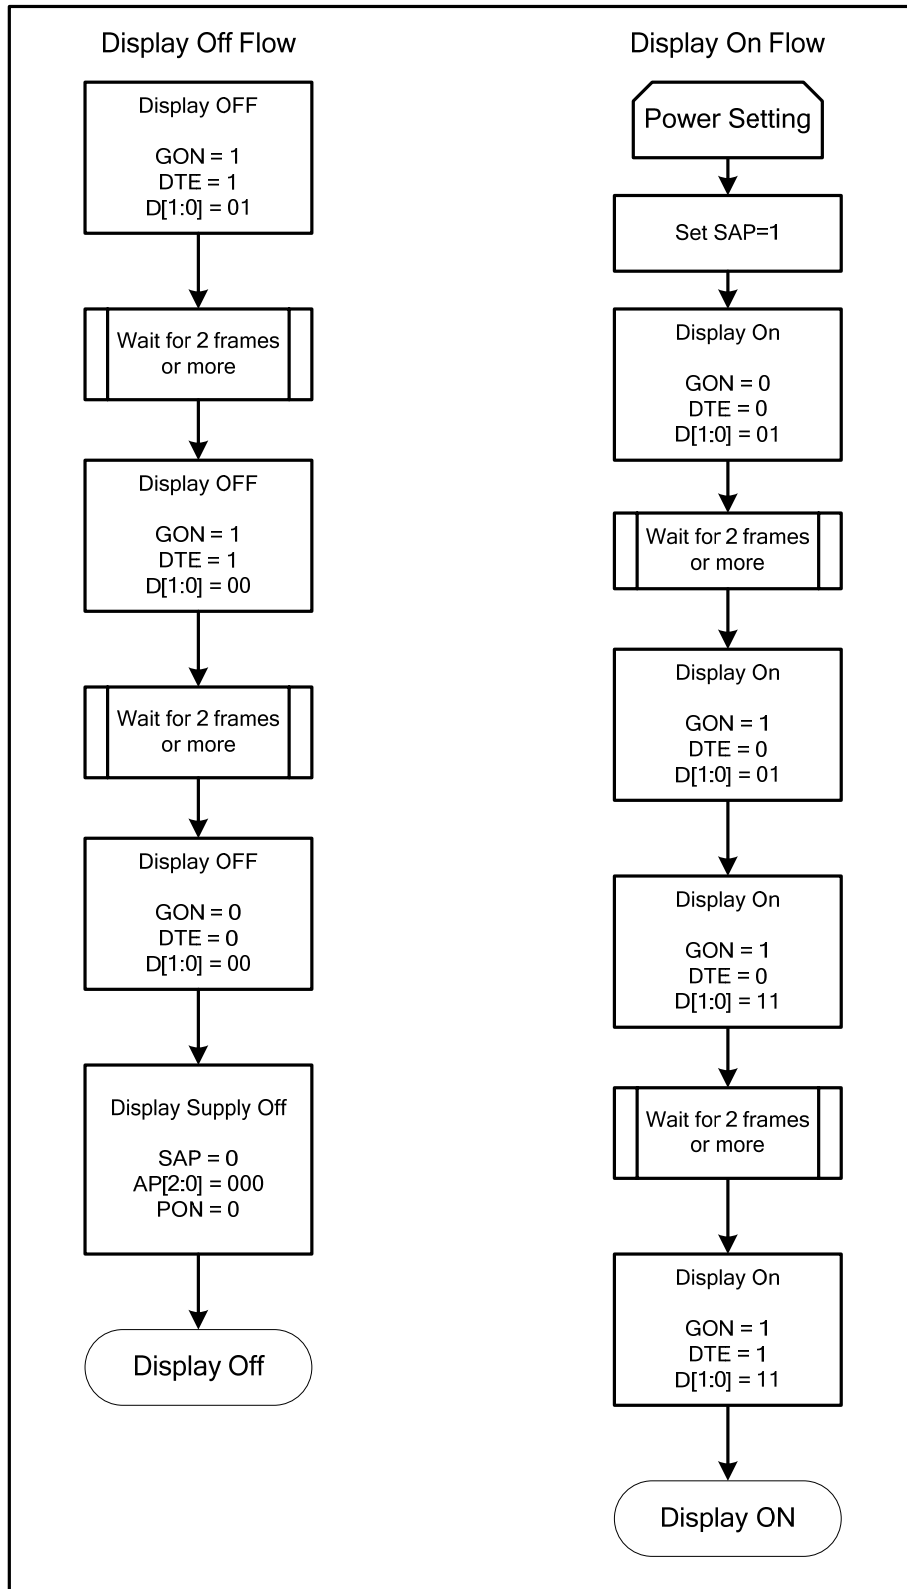 Display Off Flow
Display OFF
GON = 1
DTE = 1
D[1:0] = 01
Wait for 2 frames
or more
Display OFF
GON = 1
DTE = 1
D[1:0] = 00
Wait for 2 frames
or more
Display OFF
GON = 0
DTE = 0
D[1:0] = 00
Display Supply Off
SAP = 0
AP[2:0] = 000
PON = 0
Display Off
Display On Flow
Power Setting
Set SAP=1
Display On
GON = 0
DTE = 0
D[1:0] = 01
Wait for 2 frames
or more
Display On
GON = 1
DTE = 0
D[1:0] = 01
Display On
GON = 1
DTE = 0
D[1:0] = 11
Wait for 2 frames
or more
Display On
GON = 1
DTE = 1
D[1:0] = 11
Display ON